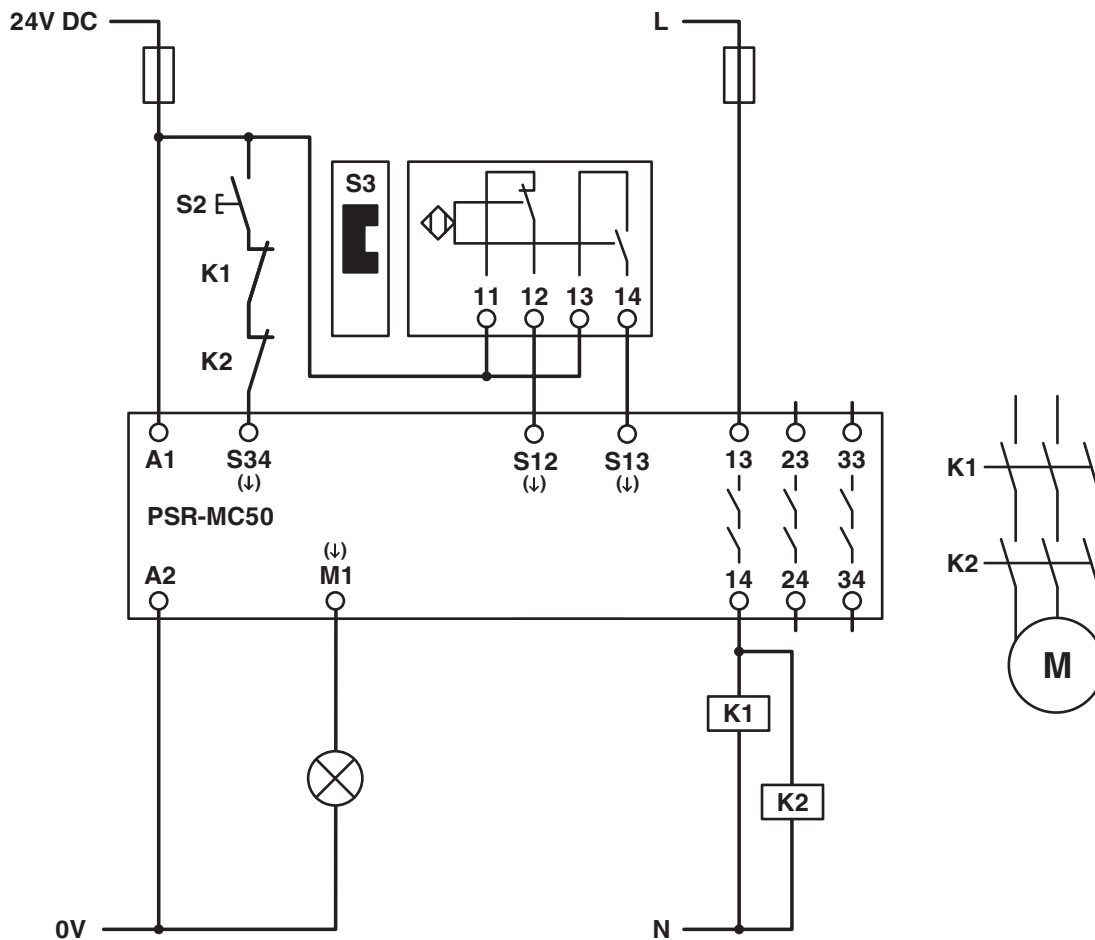 24V DC
L
S2
S3
K1
11 12 13 14
K2
A1 S34 S12 S13 13 23 33
(↓) (↓) (↓)
PSR-MC50
K1
(↓)
A2 M1 14 24 34
K2
M
K1
K2
0V N